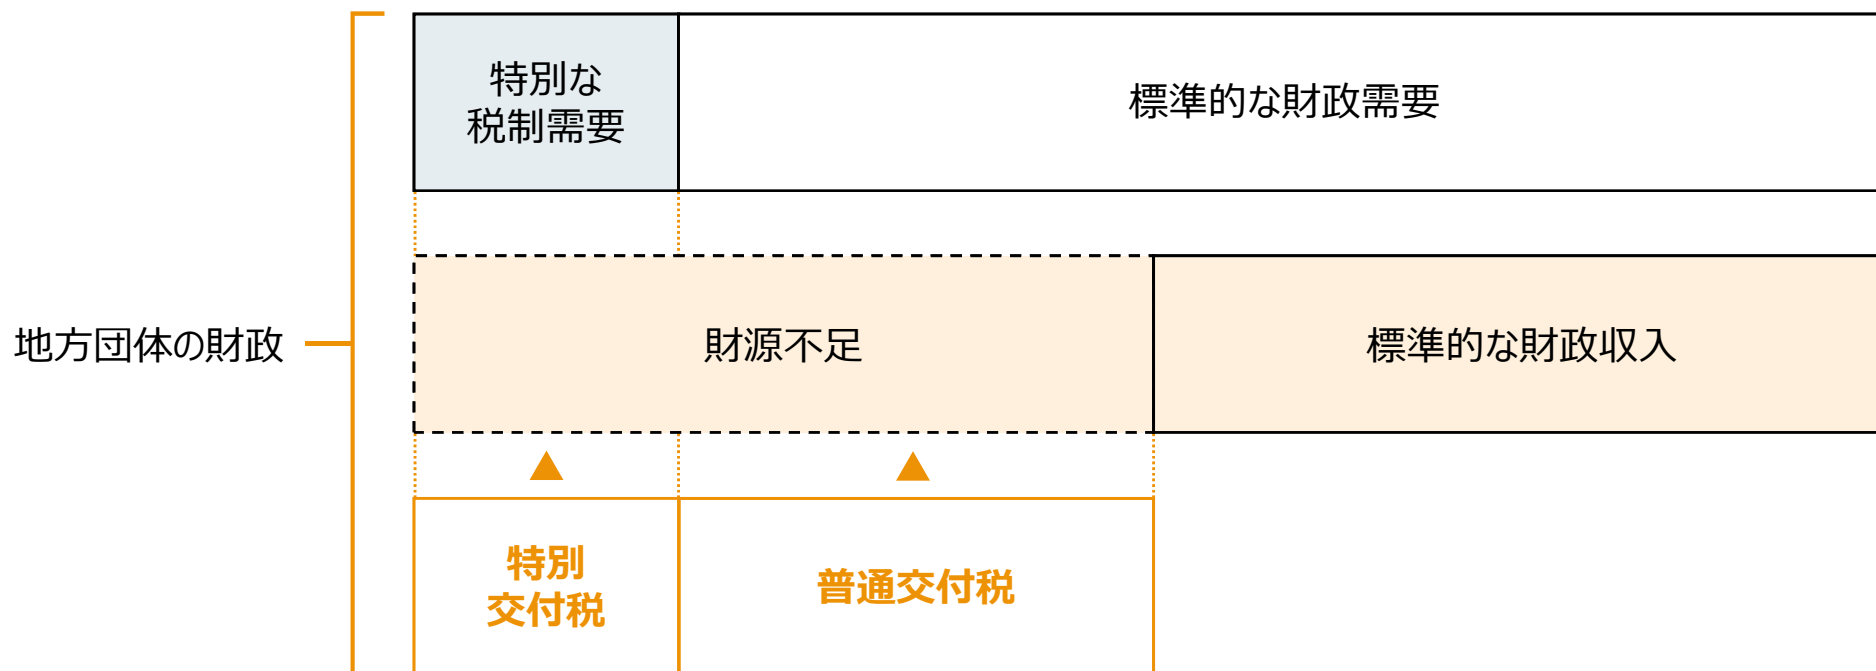 特別な
税制需要
標準的な財政需要
地方団体の財政
財源不足
標準的な財政収入
特別
交付税
普通交付税